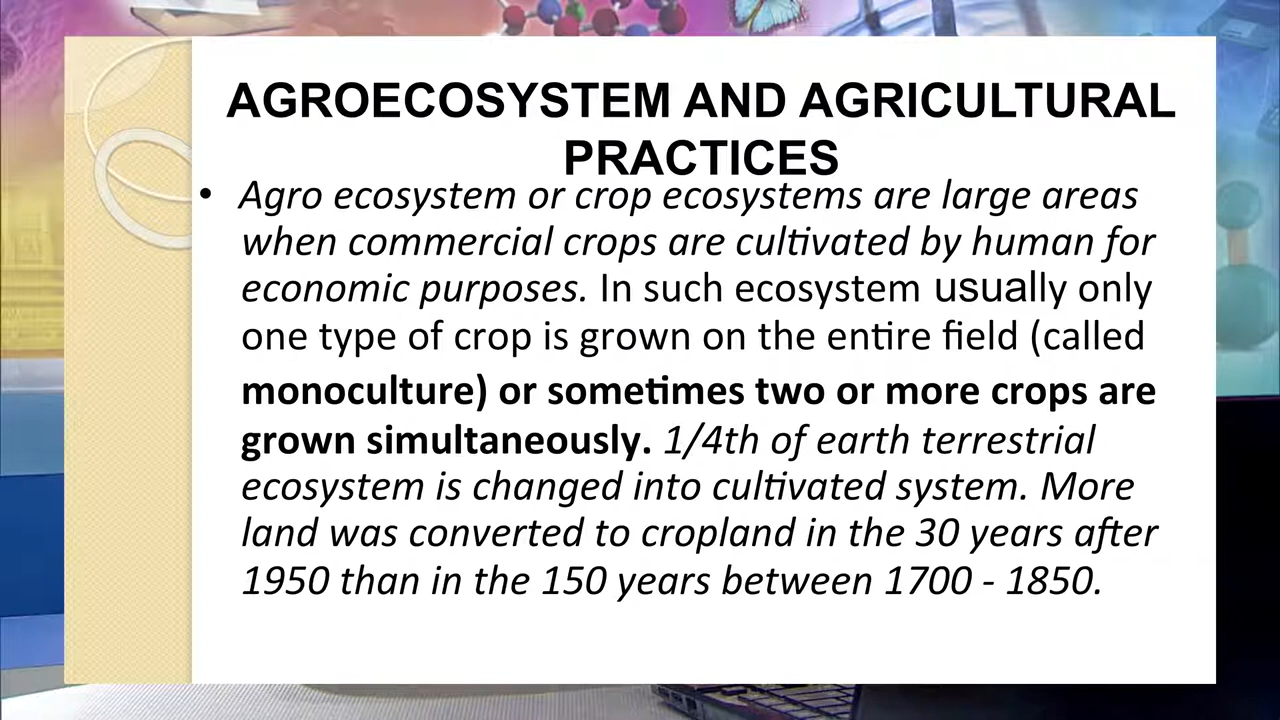 AGROECOSYSTEM AND AGRICULTURAL
PRACTICES
• Agro ecosystem or crop ecosystems are large areas
when commercial crops are cultivated by human for
economic purposes. In such ecosystem usually only
one type of crop is grown on the entire field (called
monoculture) or sometimes two or more crops are
grown simultaneously. 1/4th of earth terrestrial
ecosystem is changed into cultivated system. More
land was converted to cropland in the 30 years after
1950 than in the 150 years between 1700 - 1850.